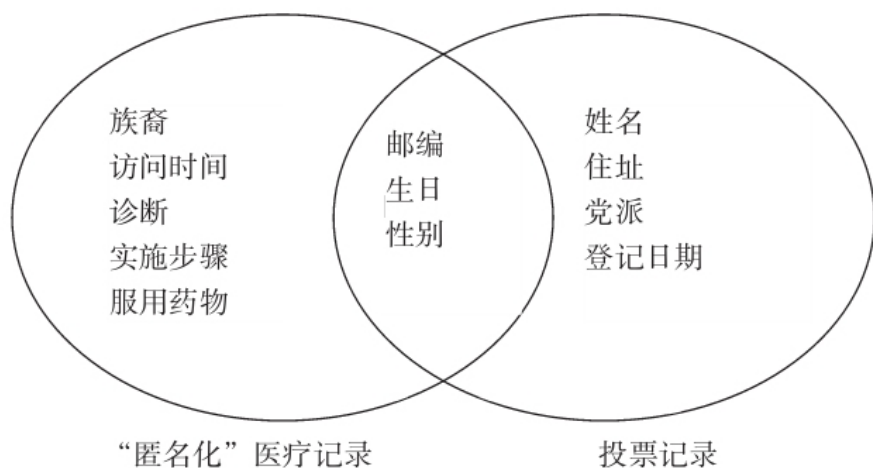 族裔
访问时间
诊断
实施步骤
服用药物
邮编
生日
性别
姓名
住址
党派
登记日期
“匿名化”医疗记录
投票记录